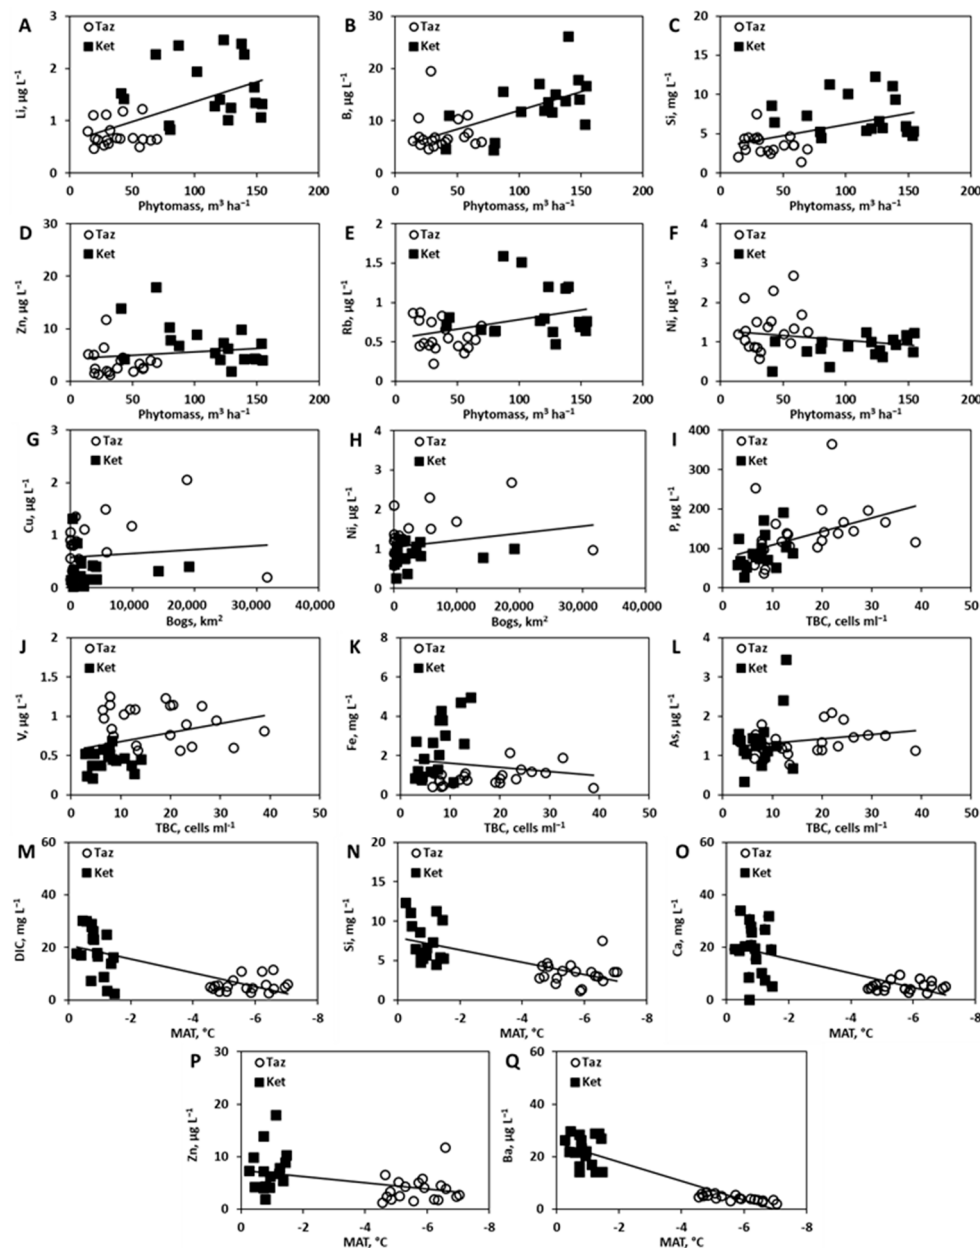 A
3
2
1
0
Li, µg L⁻¹
Taz
Ket
0 50 100 150 200
Phytomass, m³ ha⁻¹
B
30
20
10
0
B, µg L⁻¹
Taz
Ket
0 50 100 150 200
Phytomass, m³ ha⁻¹
C
20
15
10
5
0
Si, mg L⁻¹
Taz
Ket
0 50 100 150 200
Phytomass, m³ ha⁻¹
D
30
20
10
0
Zn, µg L⁻¹
Taz
Ket
0 50 100 150 200
Phytomass, m³ ha⁻¹
E
2
1.5
1
0.5
0
Rb, µg L⁻¹
Taz
Ket
0 50 100 150 200
Phytomass, m³ ha⁻¹
F
4
3
2
1
0
Ni, µg L⁻¹
Taz
Ket
0 50 100 150 200
Phytomass, m³ ha⁻¹
G
3
2
1
0
Cu, µg L⁻¹
Taz
Ket
0 10,000 20,000 30,000 40,000
Bogs, km²
H
4
3
2
1
0
Ni, µg L⁻¹
Taz
Ket
0 10,000 20,000 30,000 40,000
Bogs, km²
I
400
300
200
100
0
P, µg L⁻¹
Taz
Ket
0 10 20 30 40 50
TBC, cells ml⁻¹
J
2
1.5
1
0.5
0
V, µg L⁻¹
Taz
Ket
0 10 20 30 40 50
TBC, cells ml⁻¹
K
8
6
4
2
0
Fe, mg L⁻¹
Taz
Ket
0 10 20 30 40 50
TBC, cells ml⁻¹
L
4
3
2
1
0
As, µg L⁻¹
Taz
Ket
0 10 20 30 40 50
TBC, cells ml⁻¹
M
60
40
20
0
DIC, mg L⁻¹
Taz
Ket
0 -2 -4 -6 -8
MAT, °C
N
20
15
10
5
0
Si, mg L⁻¹
Taz
Ket
0 -2 -4 -6 -8
MAT, °C
O
60
40
20
0
Ca, mg L⁻¹
Taz
Ket
0 -2 -4 -6 -8
MAT, °C
P
30
20
10
0
Zn, µg L⁻¹
Taz
Ket
0 -2 -4 -6 -8
MAT, °C
Q
60
40
20
0
Ba, µg L⁻¹
Taz
Ket
0 -2 -4 -6 -8
MAT, °C